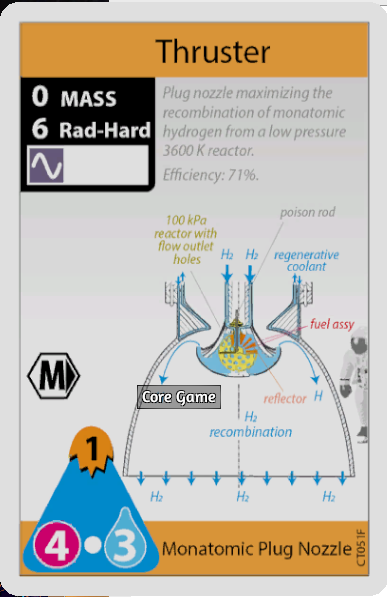 Thruster
0 MASS
6 Rad-Hard
Plug nozzle maximizing the
recombination of monatomic
hydrogen from a low pressure
3600 K reactor.
Efficiency: 71%.
100 kPa
reactor with
flow outlet
holes
poison rod
H₂ H₂
regenerative
coolant
fuel assy
M
Core Game
reflector H
H₂
recombination
H₂ H₂ H₂
1
4 • 3
Monatomic Plug Nozzle
CT051F